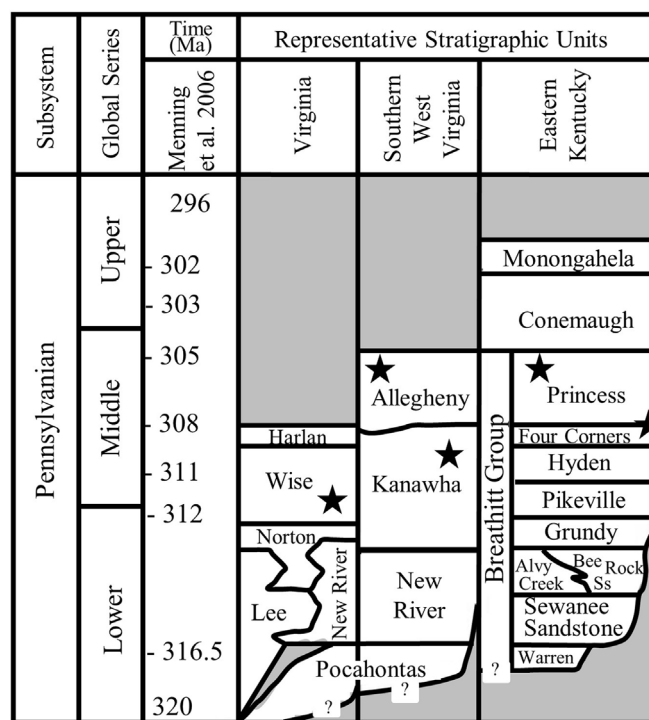 Subsystem
Global Series
Time
(Ma)
Menning
et al. 2006
Representative Stratigraphic Units
Virginia
Southern
West
Virginia
Eastern
Kentucky
Pennsylvanian
Upper
Middle
Lower
296
302
303
305
308
311
312
316.5
320
Harlan
Wise
Norton
Lee
New River
Pocahontas
?
Allegheny
Kanawha
New
River
?
Monongahela
Conemaugh
Breathitt Group
Princess
Four Corners
Hyden
Pikeville
Grundy
Alvy
Creek
Bee Rock
Ss
Sewanee
Sandstone
Warren
?